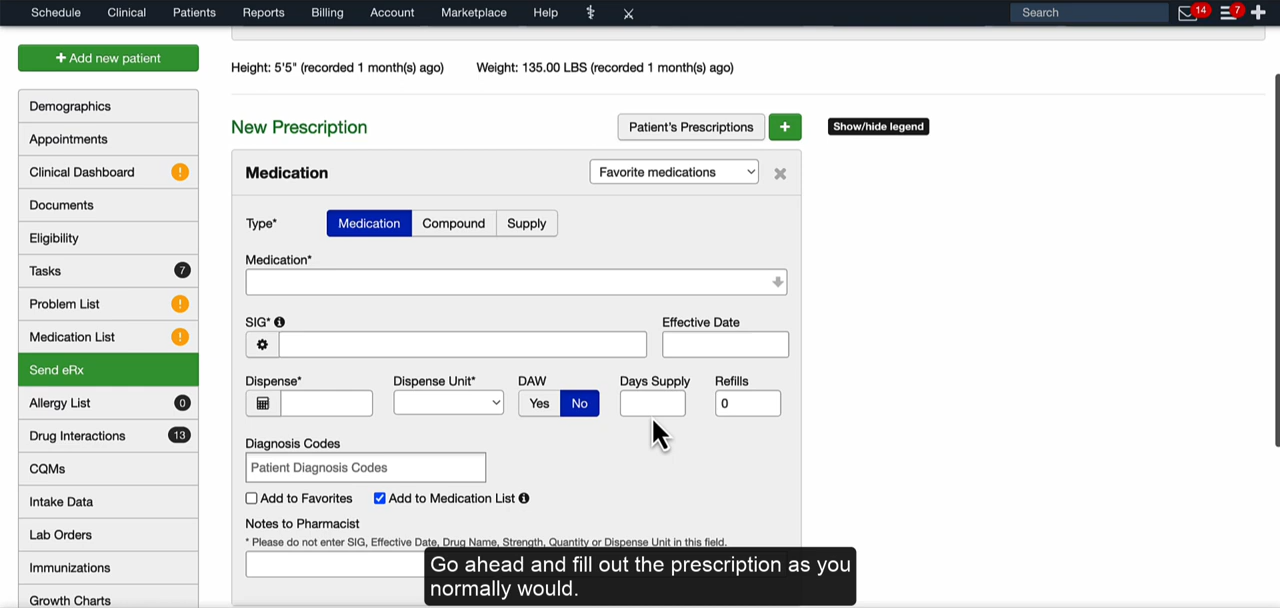 Schedule Clinical Patients Reports Billing Account Marketplace Help Search 14 7
+ Add new patient
Demographics
Appointments
Clinical Dashboard !
Documents
Eligibility
Tasks 7
Problem List !
Medication List !
Send eRx
Allergy List 0
Drug Interactions 13
CQMs
Intake Data
Lab Orders
Immunizations
Growth Charts
Height: 5'5" (recorded 1 month(s) ago) Weight: 135.00 LBS (recorded 1 month(s) ago)
New Prescription Patient's Prescriptions + Show/hide legend
Medication Favorite medications
Type* Medication Compound Supply
Medication*
SIG* Effective Date
Dispense* Dispense Unit* DAW Days Supply Refills
Yes No 0
Diagnosis Codes
Patient Diagnosis Codes
Add to Favorites Add to Medication List
Notes to Pharmacist
* Please do not enter SIG, Effective Date, Drug Name, Strength, Quantity or Dispense Unit in this field.
Go ahead and fill out the prescription as you
normally would.